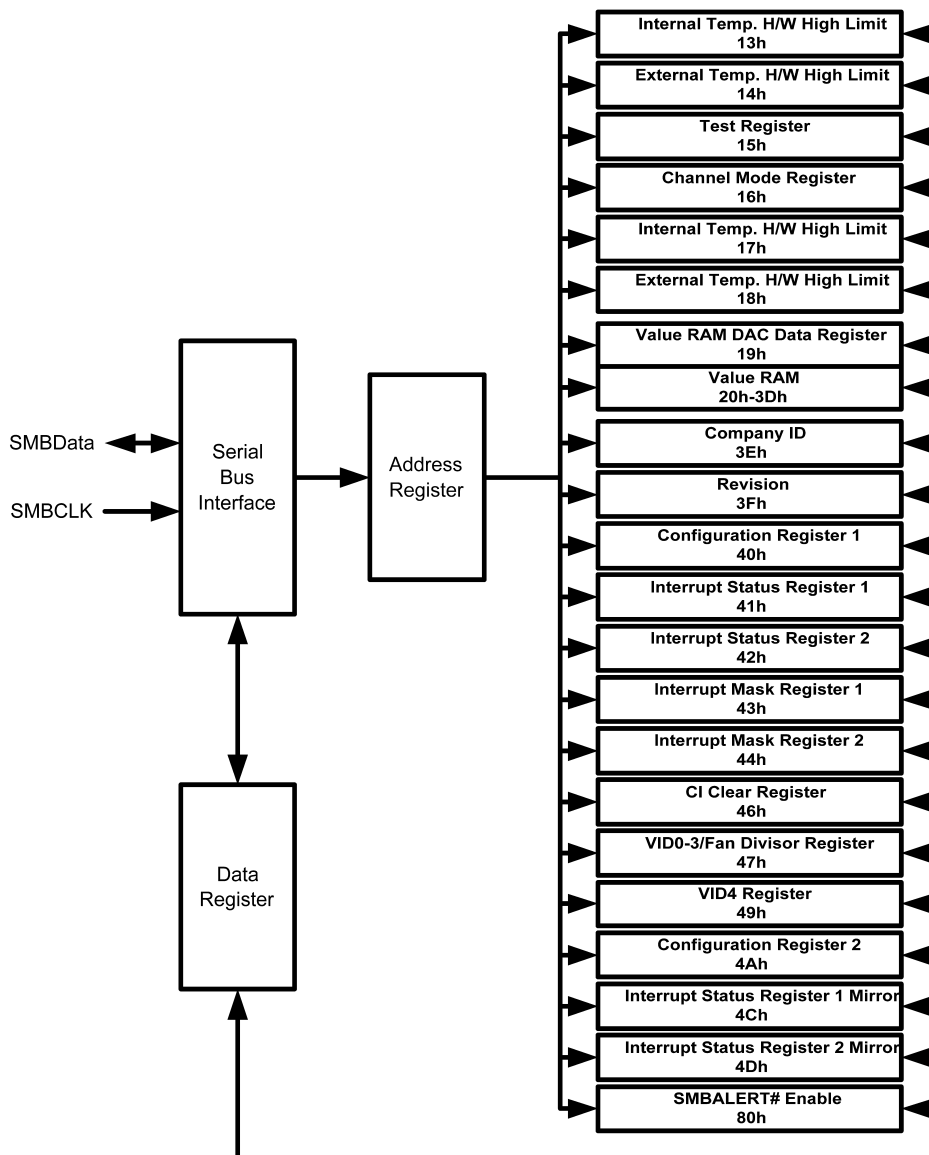 SMBData
SMBCLK
Serial
Bus
Interface
Address
Register
Data
Register
Internal Temp. H/W High Limit
13h
External Temp. H/W High Limit
14h
Test Register
15h
Channel Mode Register
16h
Internal Temp. H/W High Limit
17h
External Temp. H/W High Limit
18h
Value RAM DAC Data Register
19h
Value RAM
20h-3Dh
Company ID
3Eh
Revision
3Fh
Configuration Register 1
40h
Interrupt Status Register 1
41h
Interrupt Status Register 2
42h
Interrupt Mask Register 1
43h
Interrupt Mask Register 2
44h
CI Clear Register
46h
VID0-3/Fan Divisor Register
47h
VID4 Register
49h
Configuration Register 2
4Ah
Interrupt Status Register 1 Mirror
4Ch
Interrupt Status Register 2 Mirror
4Dh
SMBALERT# Enable
80h